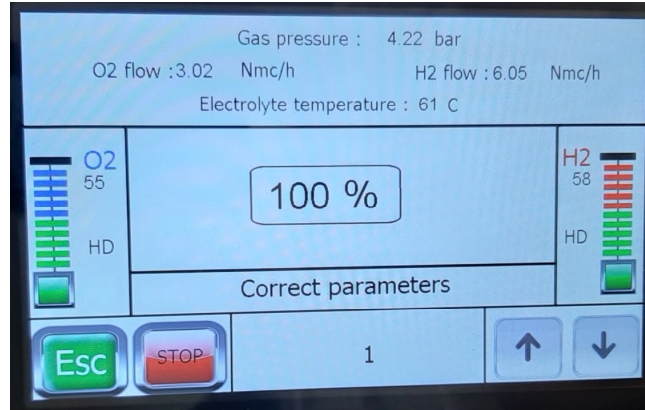 Gas pressure : 4.22 bar
O2 flow :3.02 Nmc/h H2 flow : 6.05 Nmc/h
Electrolyte temperature : 61 C
O2
55
HD
100 %
H2
58
HD
Correct parameters
Esc
STOP
1